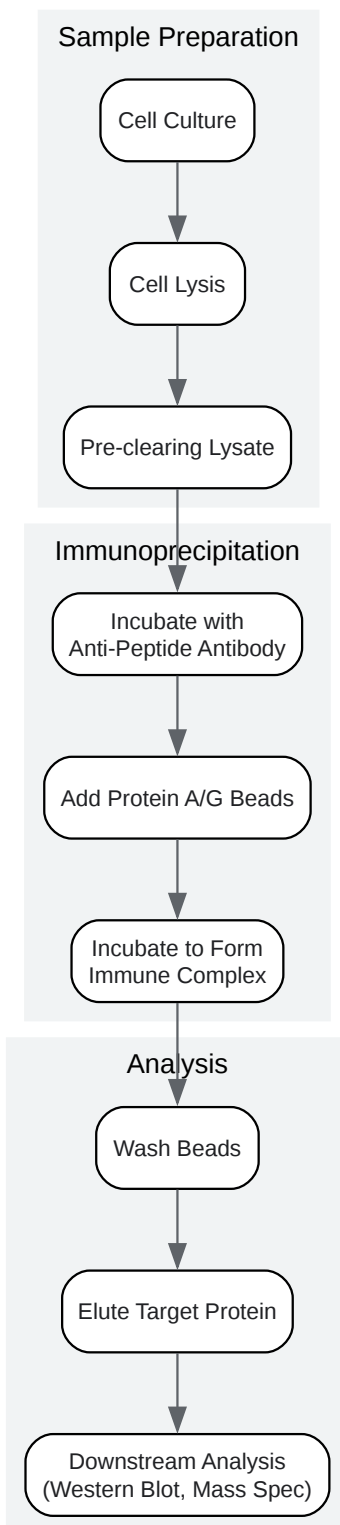 Sample Preparation
Cell Culture
Cell Lysis
Pre-clearing Lysate
Immunoprecipitation
Incubate with
Anti-Peptide Antibody
Add Protein A/G Beads
Incubate to Form
Immune Complex
Analysis
Wash Beads
Elute Target Protein
Downstream Analysis
(Western Blot, Mass Spec)